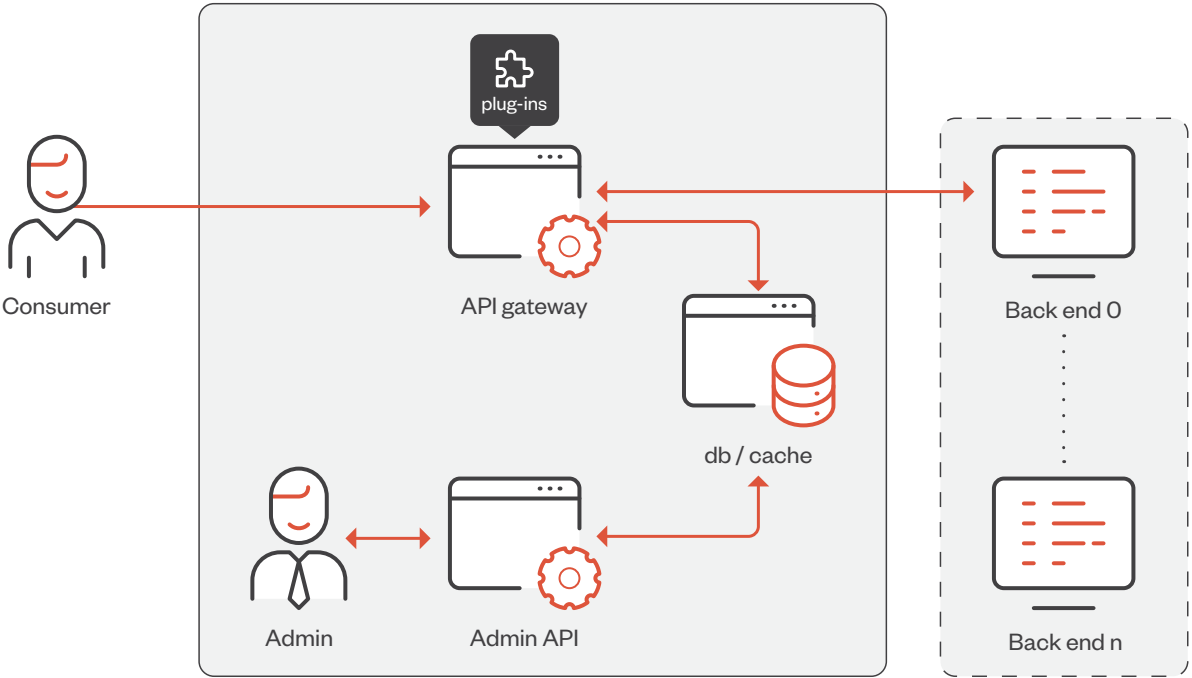 plug-ins
Consumer
API gateway
Back end 0
db / cache
Admin
Admin API
Back end n